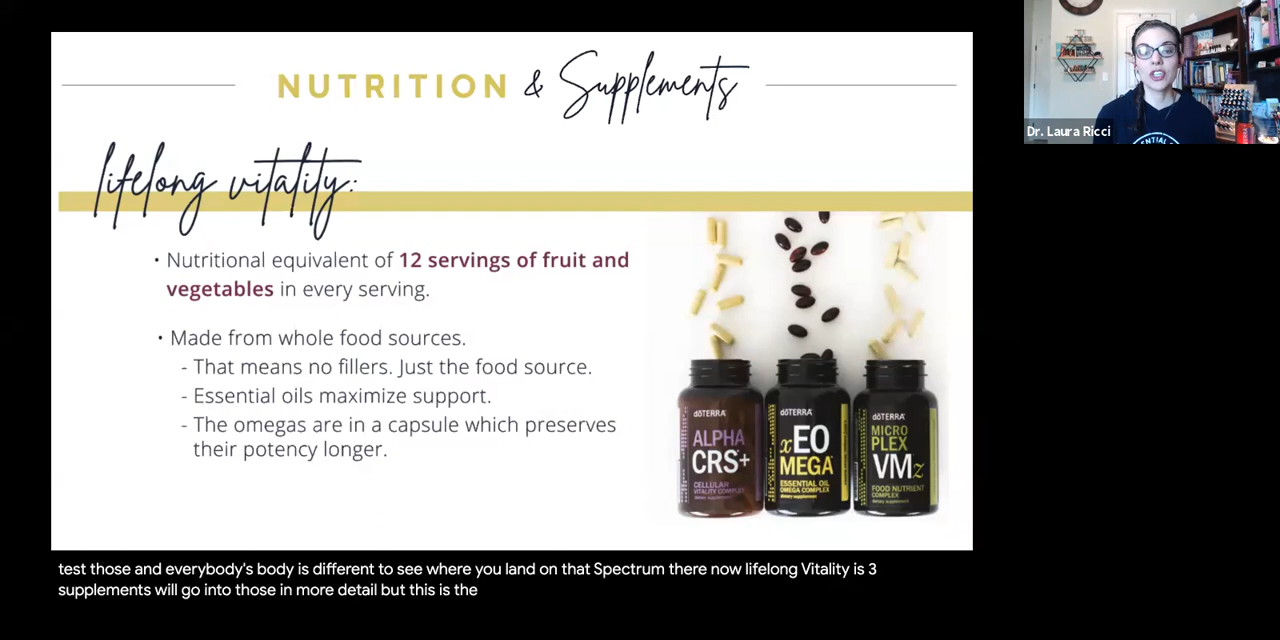 NUTRITION & Supplements
Dr. Laura Ricci
lifelong vitality:
• Nutritional equivalent of 12 servings of fruit and
vegetables in every serving.
• Made from whole food sources.
- That means no fillers. Just the food source.
- Essential oils maximize support.
- The omegas are in a capsule which preserves
their potency longer.
dōTERRA
ALPHA
CRS+
CELLULAR
VITALITY COMPLEX
dōTERRA
xEO
MEGA
ESSENTIAL OIL
OMEGA COMPLEX
dietary supplement
dōTERRA
MICRO
PLEX
VMz
FOOD NUTRIENT
COMPLEX
dietary supplement
test those and everybody's body is different to see where you land on that Spectrum there now lifelong Vitality is 3
supplements will go into those in more detail but this is the